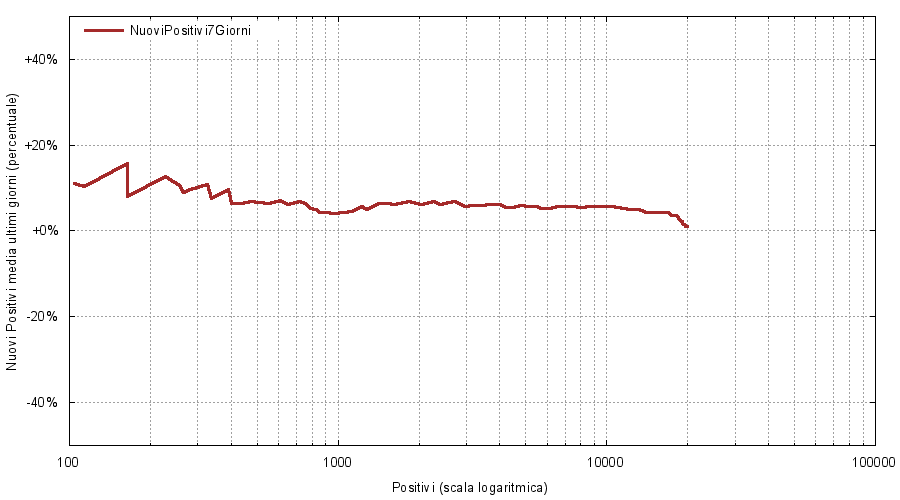 NuoviPositivi7Giorni
+40%
+20%
+0%
-20%
-40%
Nuovi Positivi media ultimi giorni (percentuale)
100 1000 10000 100000
Positivi (scala logaritmica)